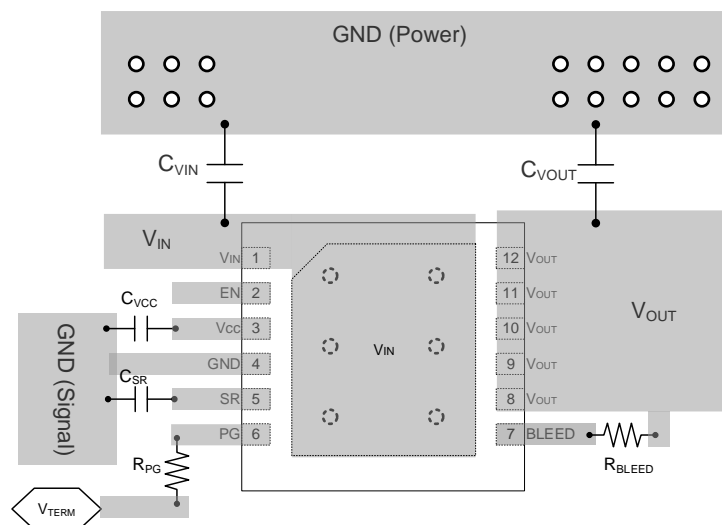 GND (Power)
CVIN
CVOUT
VIN
VIN 1
12 VOUT
EN 2
11 VOUT
CVCC
VCC 3
10 VOUT
VOUT
GND (Signal)
GND 4
VIN
9 VOUT
CSR
SR 5
8 VOUT
PG 6
7 BLEED
RPG
RBLEED
VTERM